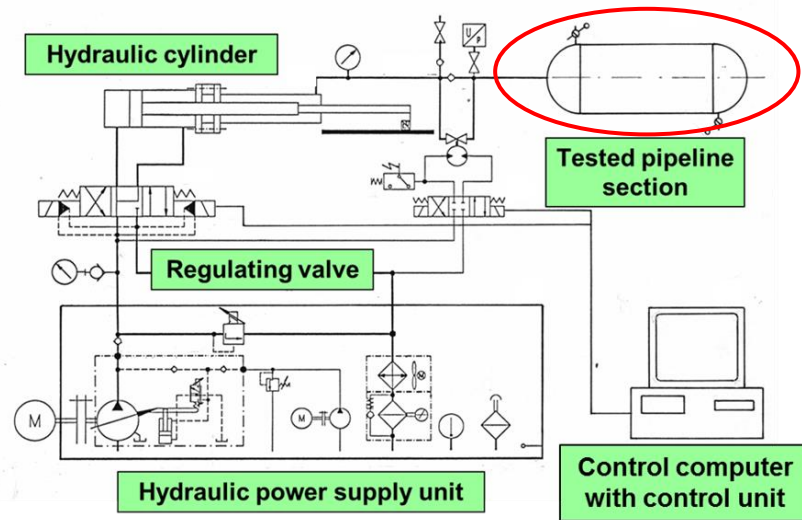 Hydraulic cylinder
U
P
Tested pipeline
section
Regulating valve
M
M
Hydraulic power supply unit
Control computer
with control unit